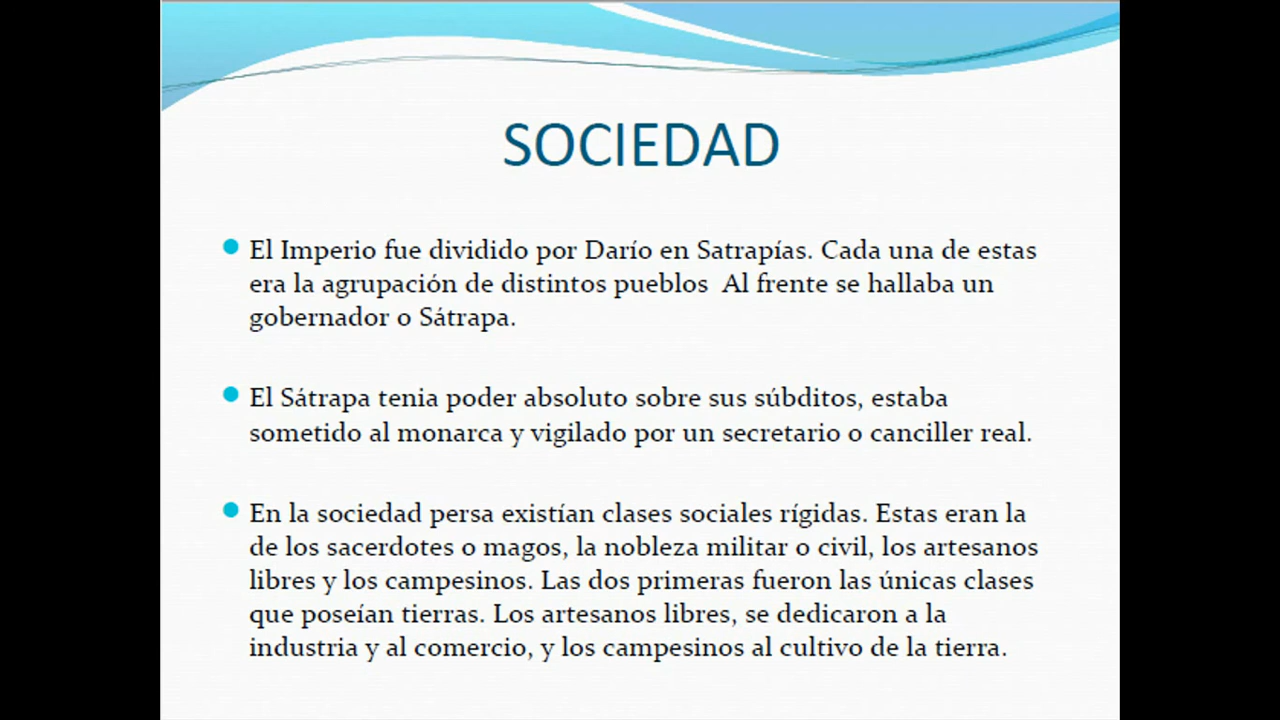 SOCIEDAD
El Imperio fue dividido por Darío en Satrapías. Cada una de estas
era la agrupación de distintos pueblos  Al frente se hallaba un
gobernador o Sátrapa.
El Sátrapa tenia poder absoluto sobre sus súbditos, estaba
sometido al monarca y vigilado por un secretario o canciller real.
En la sociedad persa existían clases sociales rígidas. Estas eran la
de los sacerdotes o magos, la nobleza militar o civil, los artesanos
libres y los campesinos. Las dos primeras fueron las únicas clases
que poseían tierras. Los artesanos libres, se dedicaron a la
industria y al comercio, y los campesinos al cultivo de la tierra.